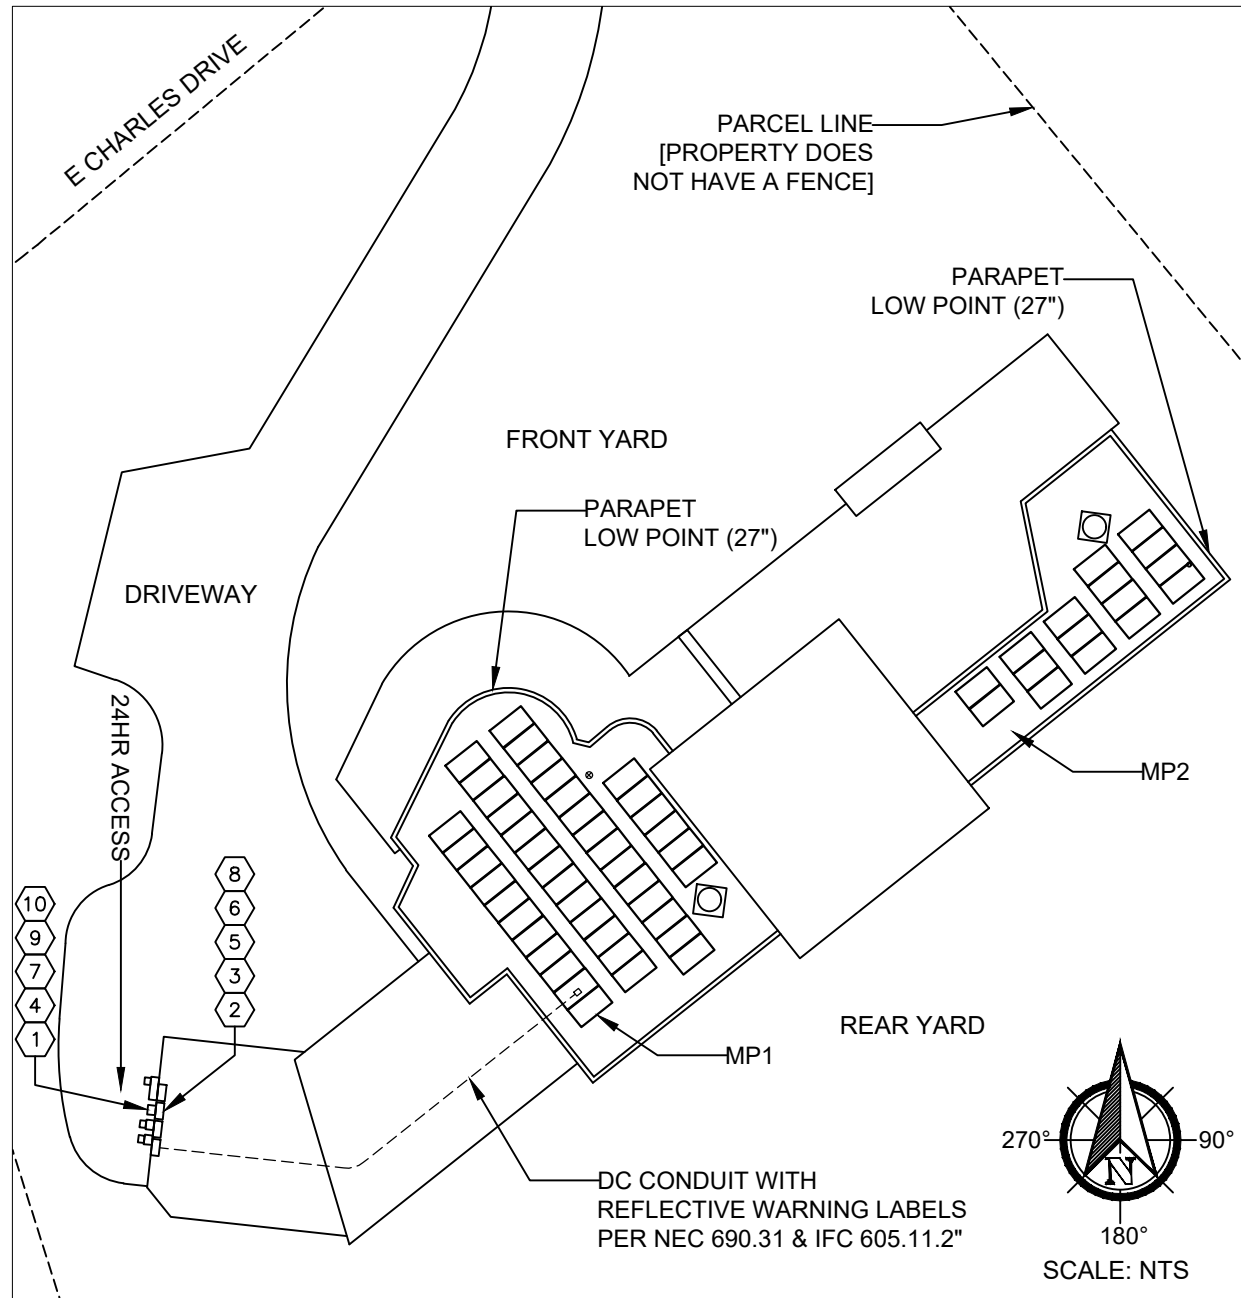 E CHARLES DRIVE
PARCEL LINE
[PROPERTY DOES
NOT HAVE A FENCE]
PARAPET
LOW POINT (27")
FRONT YARD
PARAPET
LOW POINT (27")
DRIVEWAY
24HR ACCESS
MP2
10
9
7
4
1
8
6
5
3
2
REAR YARD
MP1
270°
90°
N
180°
DC CONDUIT WITH
REFLECTIVE WARNING LABELS
PER NEC 690.31 & IFC 605.11.2"
SCALE: NTS